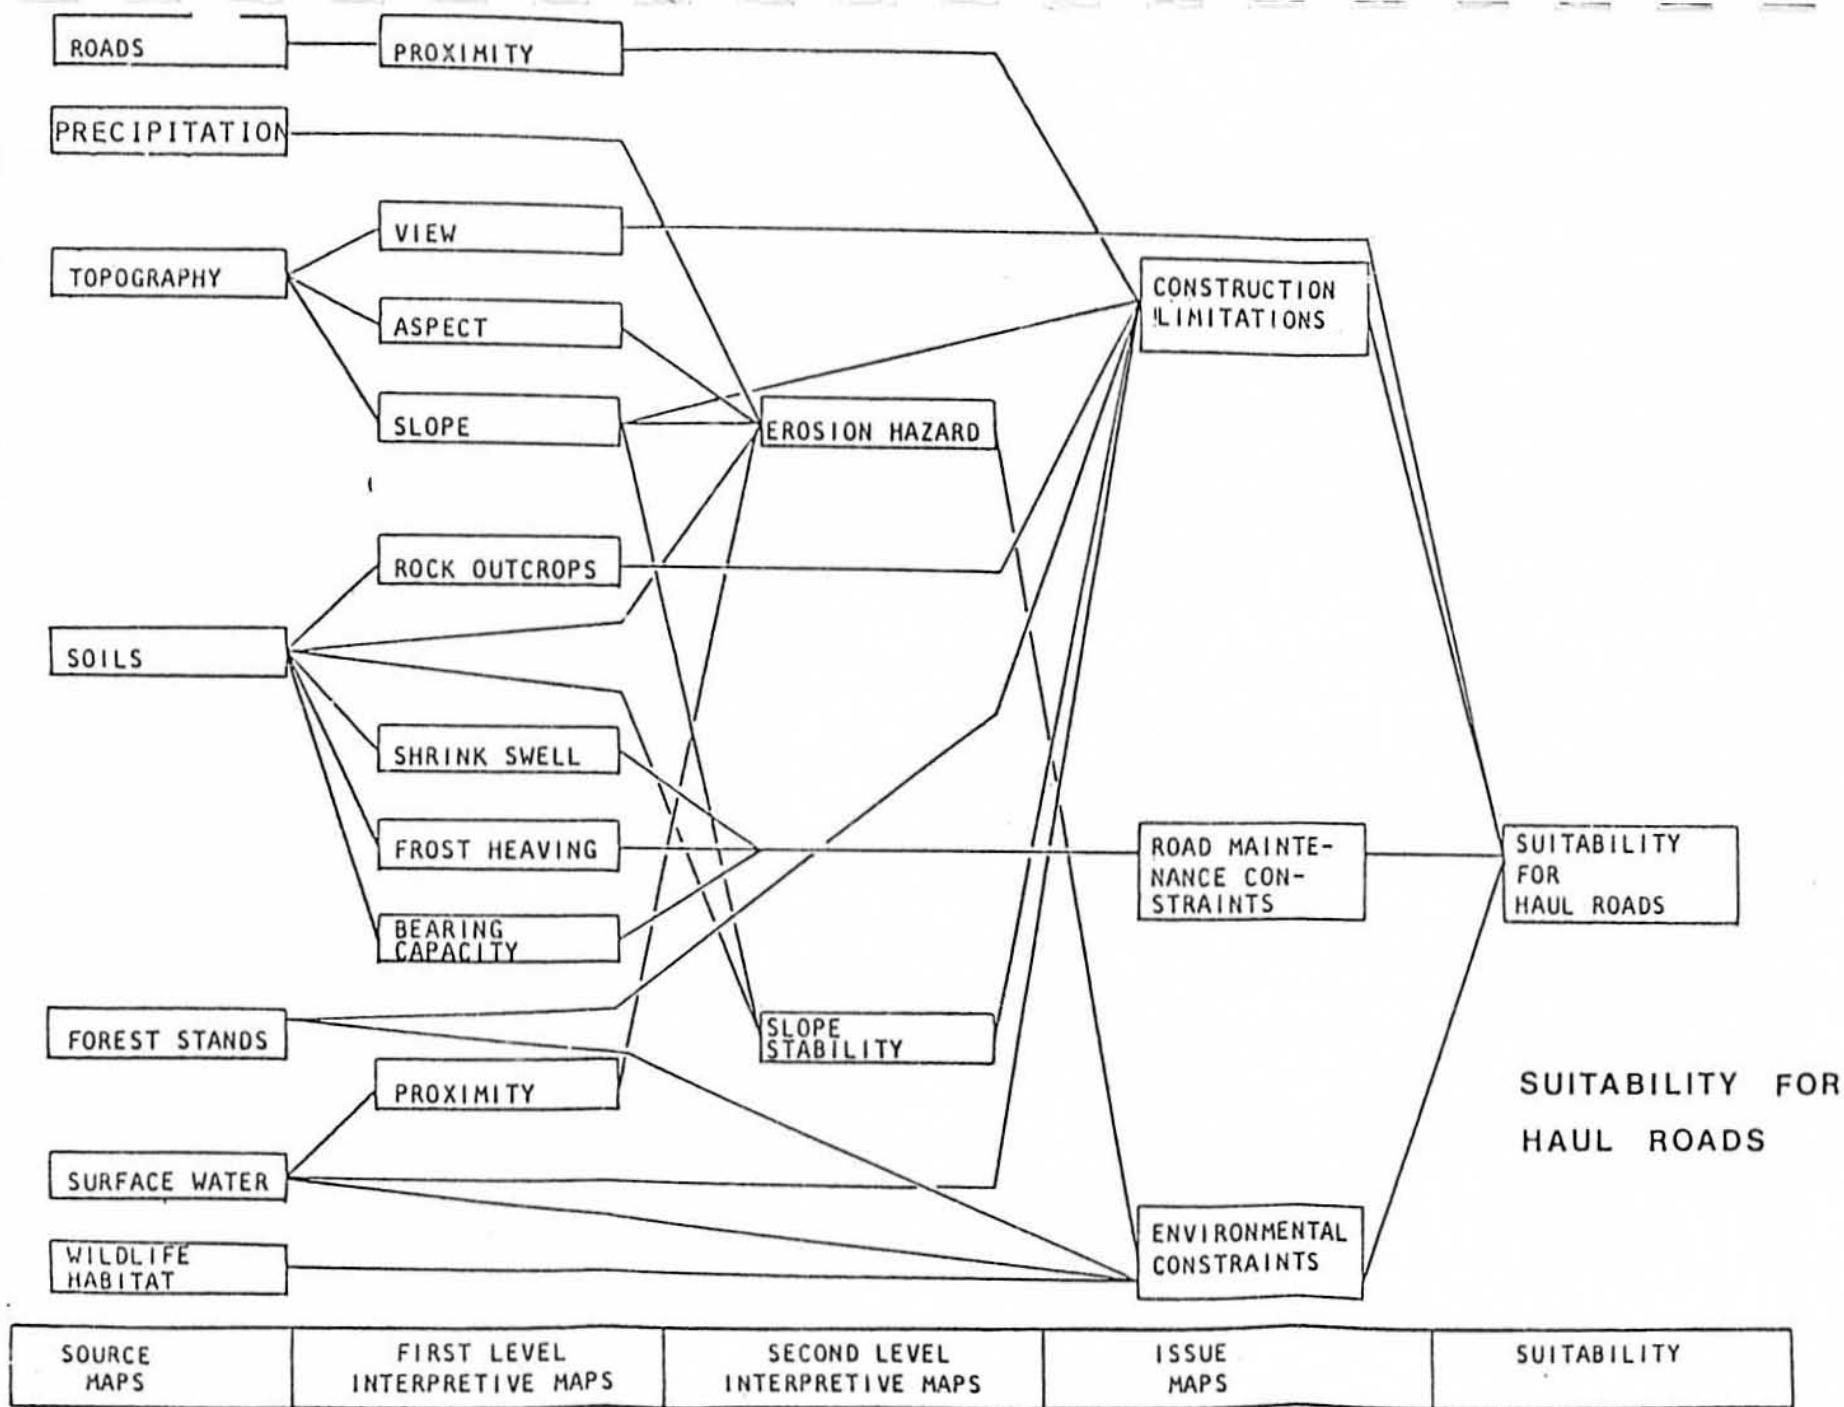 ROADS
PROXIMITY
PRECIPITATION
VIEW
TOPOGRAPHY
CONSTRUCTION
LIMITATIONS
ASPECT
SLOPE
EROSION HAZARD
ROCK OUTCROPS
SOILS
SHRINK SWELL
FROST HEAVING
ROAD MAINTE-
NANCE CON-
STRAINTS
SUITABILITY
FOR
HAUL ROADS
BEARING
CAPACITY
FOREST STANDS
SLOPE
STABILITY
PROXIMITY
SUITABILITY FOR
HAUL ROADS
SURFACE WATER
ENVIRONMENTAL
CONSTRAINTS
WILDLIFE
HABITAT
SOURCE
MAPS
FIRST LEVEL
INTERPRETIVE MAPS
SECOND LEVEL
INTERPRETIVE MAPS
ISSUE
MAPS
SUITABILITY